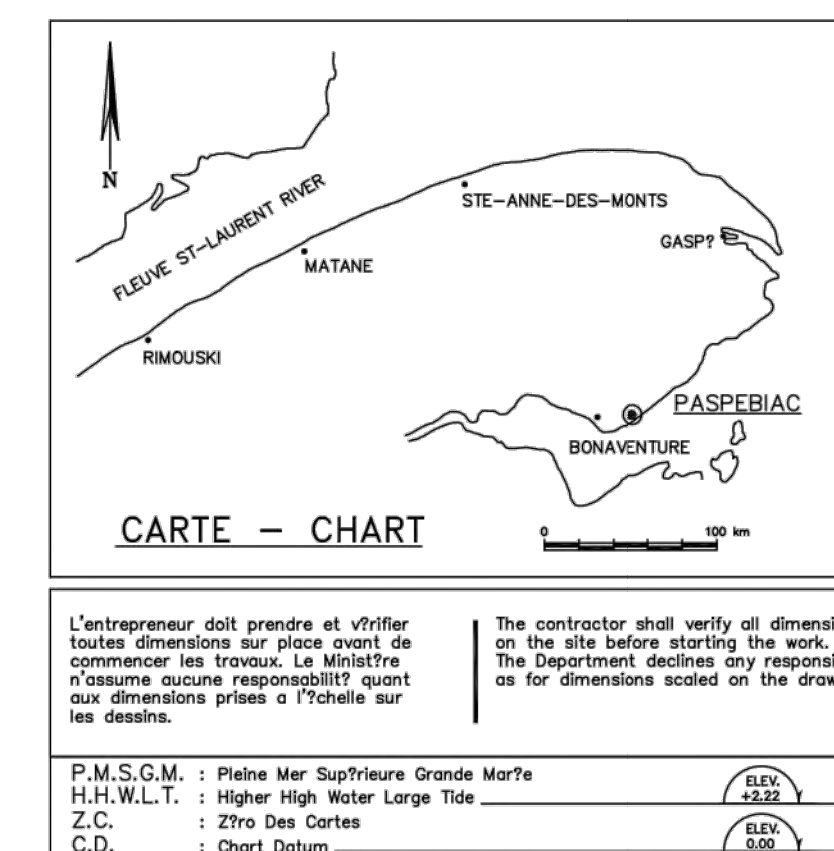 N
FLEUVE ST-LAURENT RIVER
STE-ANNE-DES-MONTS
GASP?
MATANE
RIMOUSKI
PASPEBIAC
BONAVENTURE
CARTE - CHART
0 100 km
L'entrepreneur doit prendre et v?rifier
toutes dimensions sur place avant de
commencer les travaux. Le Minist?re
n'assume aucune responsabilit? quant
aux dimensions prises a l'?chelle sur
les dessins.
The contractor shall verify all dimensi
on the site before starting the work.
The Department declines any responsi
as for dimensions scaled on the draw
P.M.S.G.M. : Pleine Mer Sup?rieure Grande Mar?e
H.H.W.L.T. : Higher High Water Large Tide
ELEV.
+2.22
Z.C. : Z?ro Des Cartes
C.D. : Chart Datum
ELEV.
0.00